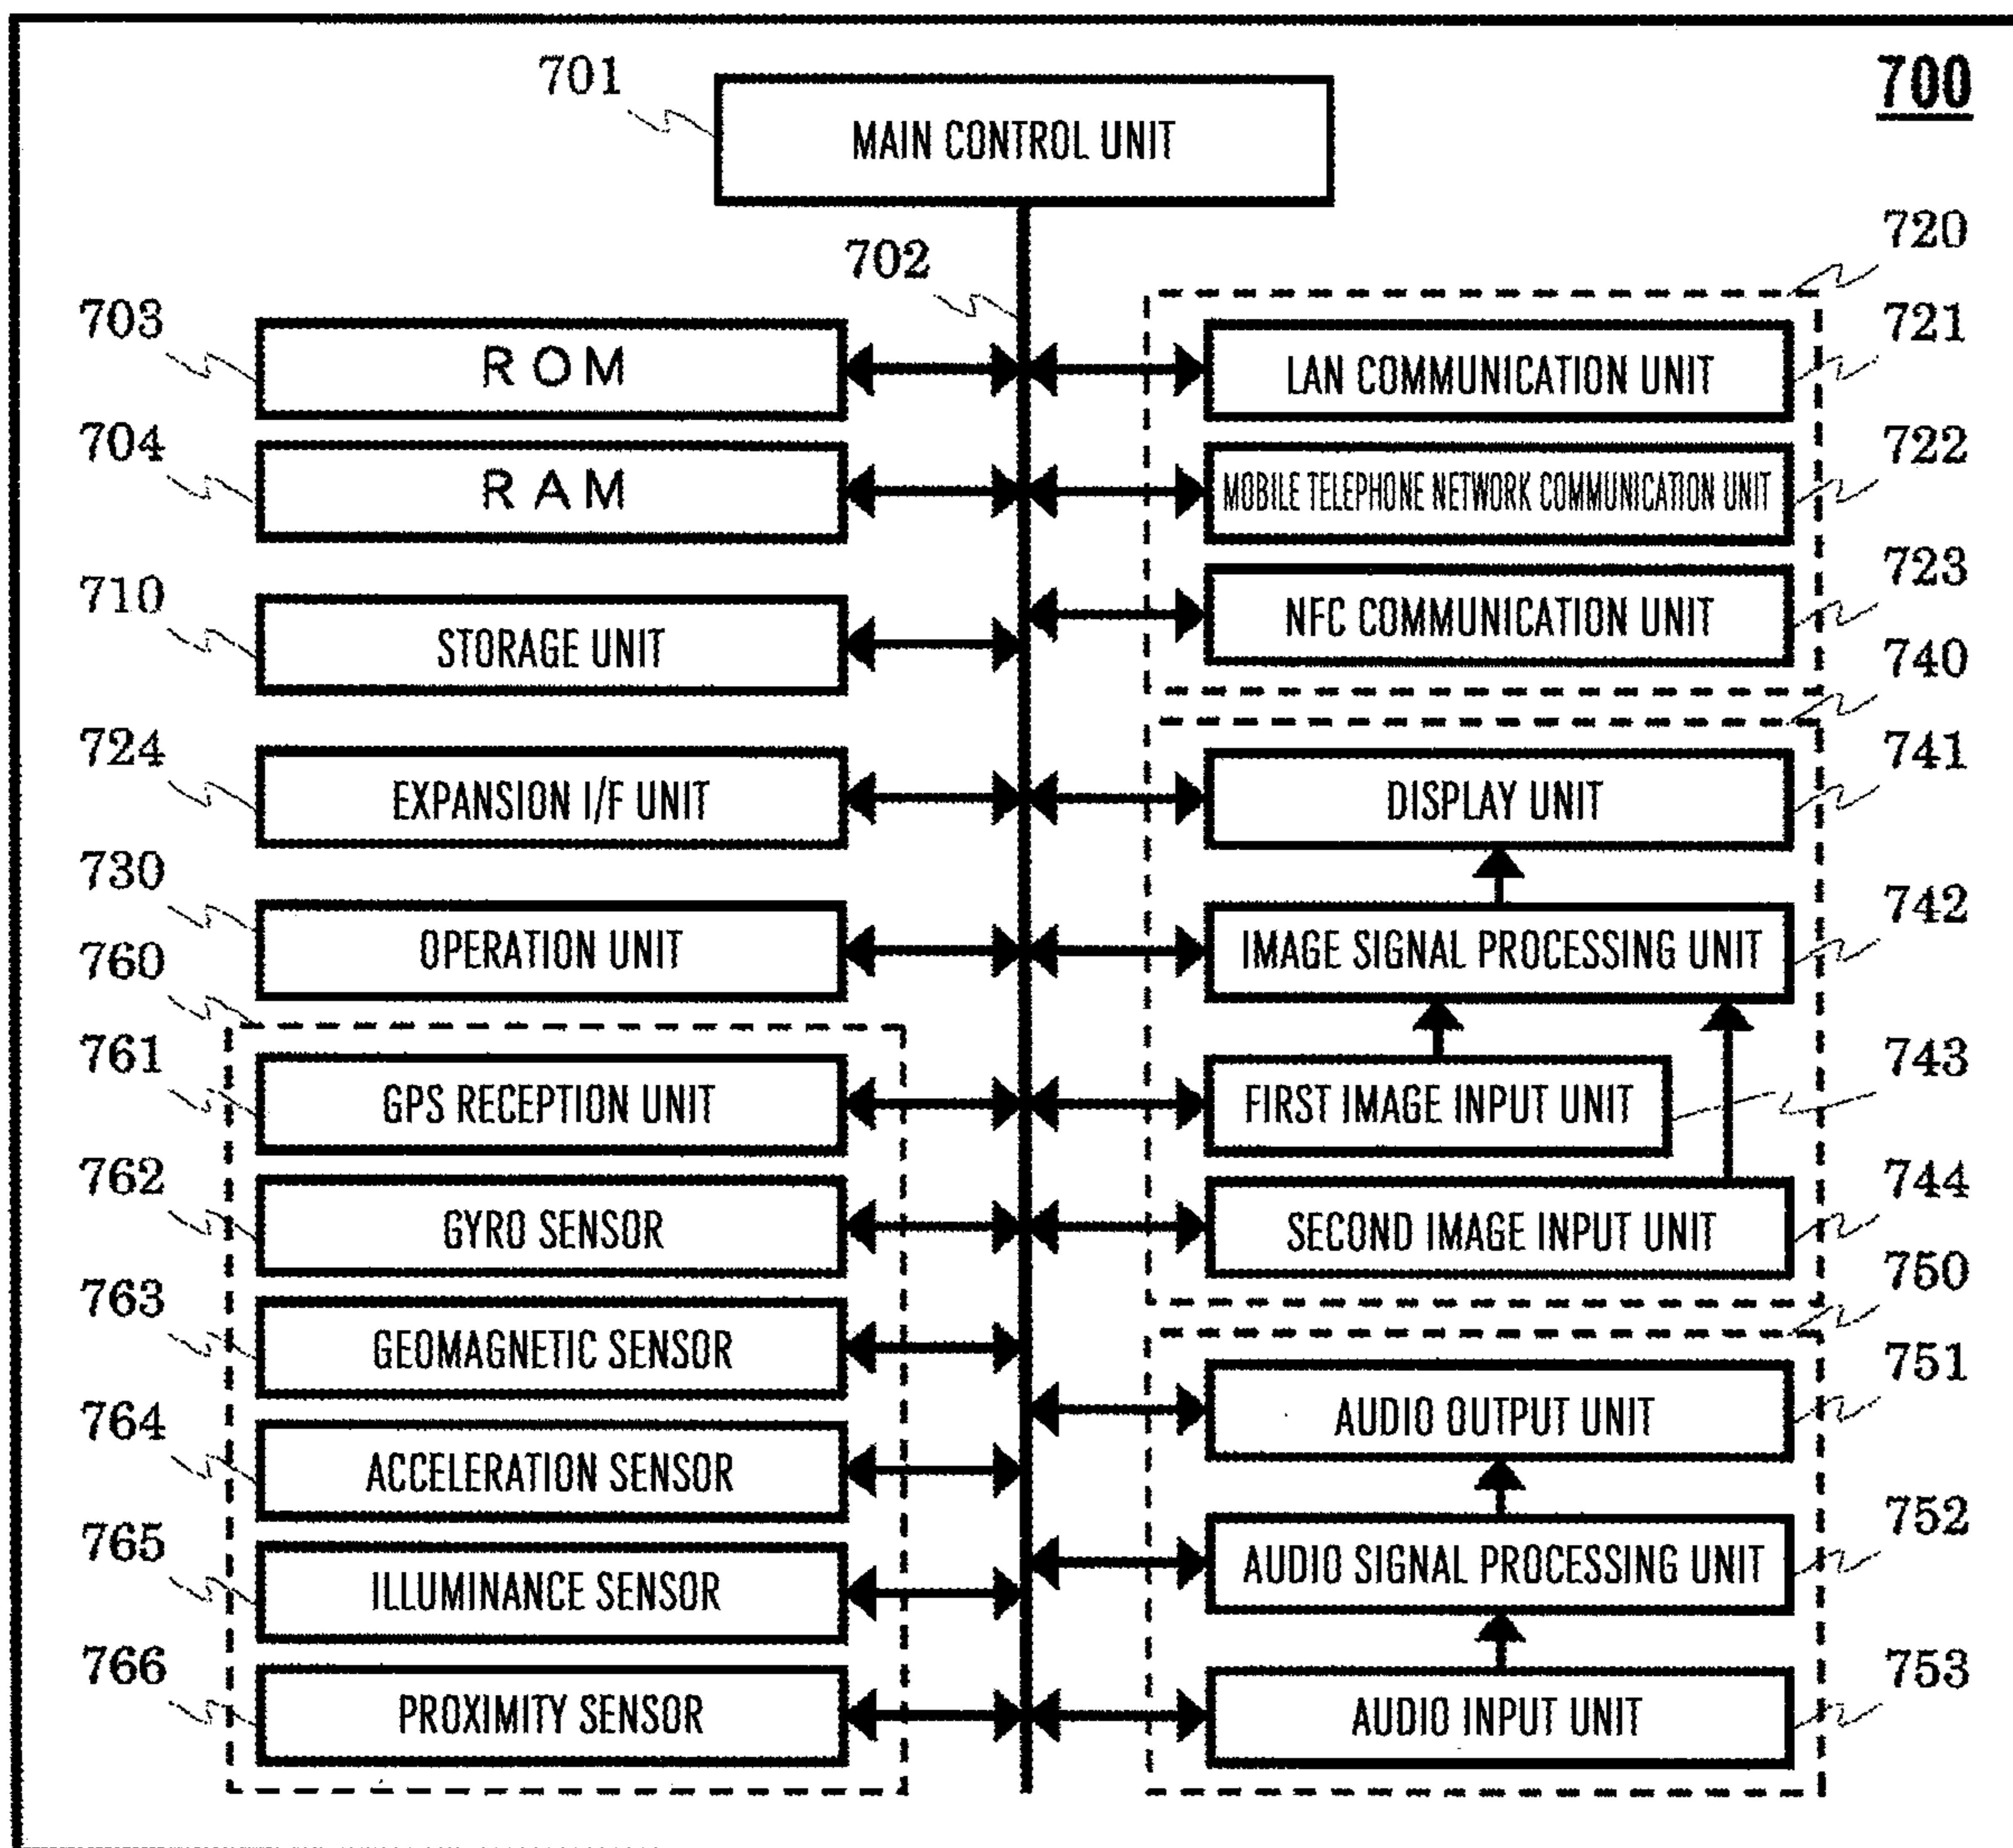 700
701
MAIN CONTROL UNIT
702
720
703
ROM
721
LAN COMMUNICATION UNIT
704
RAM
722
MOBILE TELEPHONE NETWORK COMMUNICATION UNIT
723
NFC COMMUNICATION UNIT
710
STORAGE UNIT
740
724
EXPANSION I/F UNIT
741
DISPLAY UNIT
730
OPERATION UNIT
742
IMAGE SIGNAL PROCESSING UNIT
760
761
GPS RECEPTION UNIT
743
FIRST IMAGE INPUT UNIT
762
GYRO SENSOR
744
SECOND IMAGE INPUT UNIT
763
GEOMAGNETIC SENSOR
750
751
AUDIO OUTPUT UNIT
764
ACCELERATION SENSOR
752
AUDIO SIGNAL PROCESSING UNIT
765
ILLUMINANCE SENSOR
766
PROXIMITY SENSOR
753
AUDIO INPUT UNIT